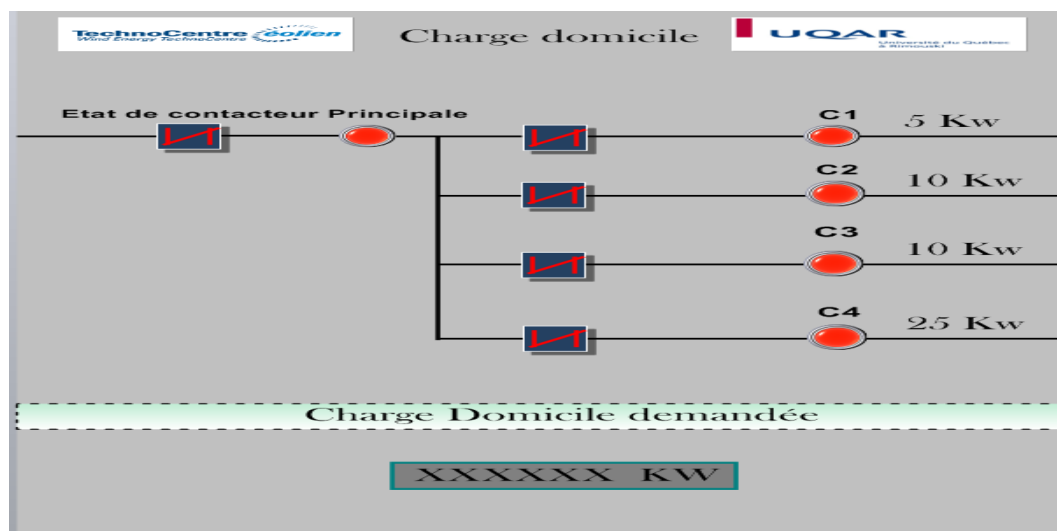 TechnoCentre éolien
Wind Energy TechnoCentre
Charge domicile
UQAR
Université du Québec
à Rimouski
Etat de contacteur Principale
C1
5 Kw
C2
10 Kw
C3
10 Kw
C4
25 Kw
Charge Domicile demandée
XXXXXX KW